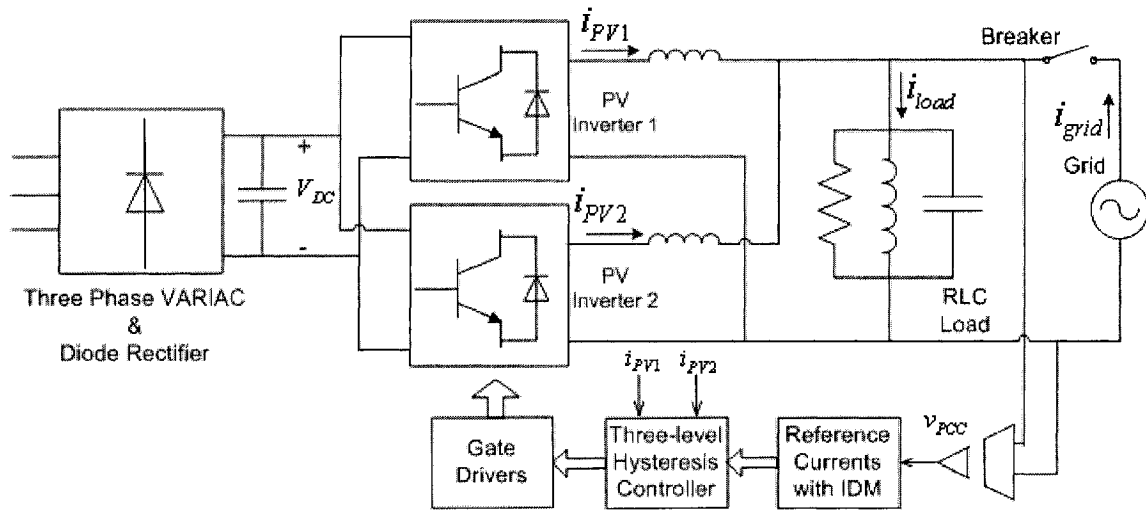 i_PV1
Breaker
i_load
PV
Inverter 1
i_grid
Grid
+
V_DC
-
i_PV2
PV
Inverter 2
RLC
Load
Three Phase VARIAC
&
Diode Rectifier
i_PV1
i_PV2
v_PCC
Gate
Drivers
Three-level
Hysteresis
Controller
Reference
Currents
with IDM